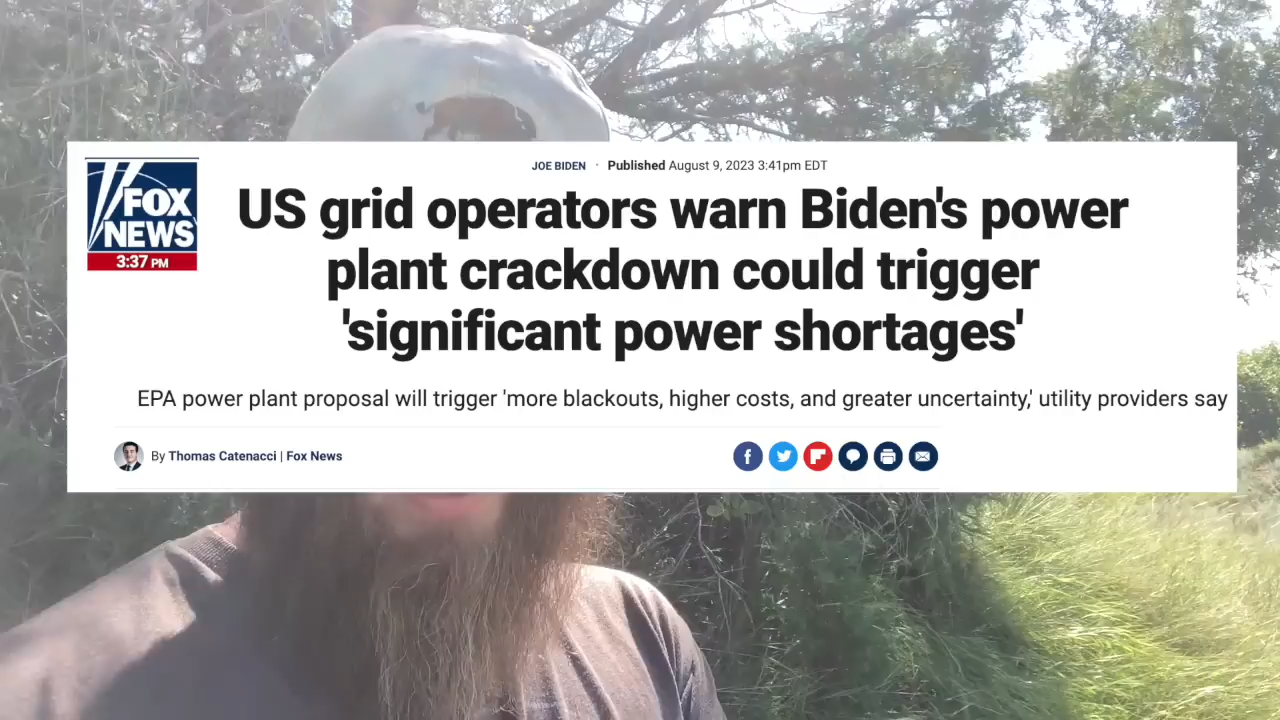 FOX
NEWS
3:37 PM
JOE BIDEN · Published August 9, 2023 3:41pm EDT
US grid operators warn Biden's power
plant crackdown could trigger
'significant power shortages'
EPA power plant proposal will trigger 'more blackouts, higher costs, and greater uncertainty,' utility providers say
By Thomas Catenacci | Fox News